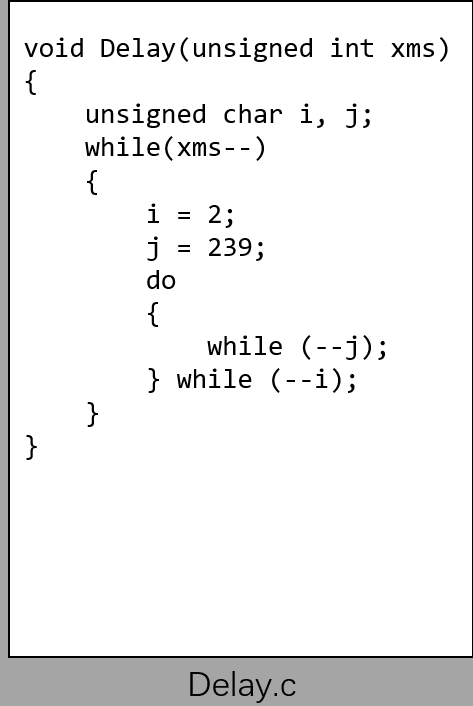 void Delay(unsigned int xms)
{
    unsigned char i, j;
    while(xms--)
    {
        i = 2;
        j = 239;
        do
        {
            while (--j);
        } while (--i);
    }
}
Delay.c